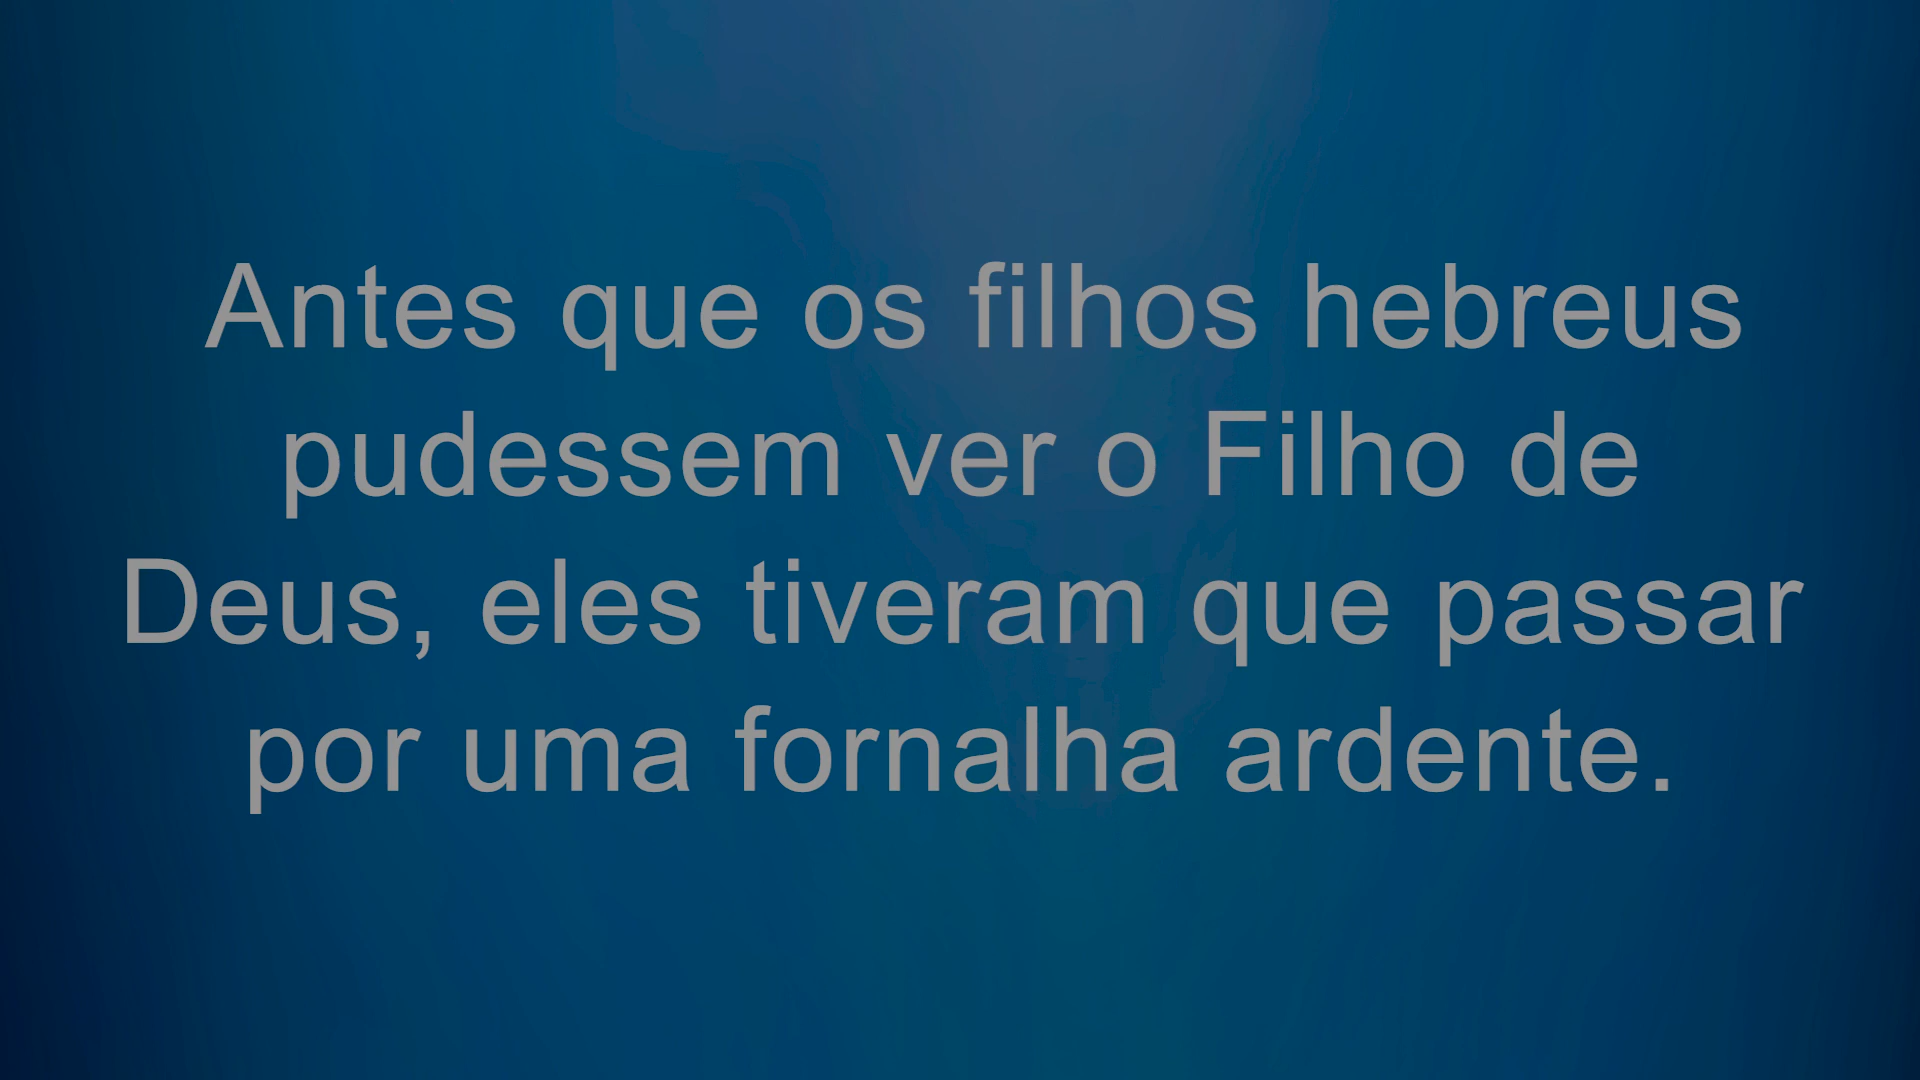 Antes que os filhos hebreus
pudessem ver o Filho de
Deus, eles tiveram que passar
por uma fornalha ardente.